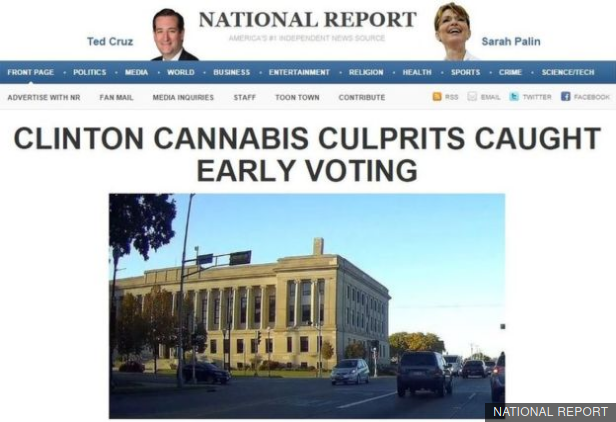 NATIONAL REPORT
AMERICA'S #1 INDEPENDENT NEWS SOURCE
Ted Cruz
Sarah Palin
FRONT PAGE • POLITICS • MEDIA • WORLD • BUSINESS • ENTERTAINMENT • RELIGION • HEALTH • SPORTS • CRIME • SCIENCE/TECH
ADVERTISE WITH NR FAN MAIL MEDIA INQUIRIES STAFF TOON TOWN CONTRIBUTE RSS EMAIL TWITTER FACEBOOK
CLINTON CANNABIS CULPRITS CAUGHT
EARLY VOTING
NATIONAL REPORT